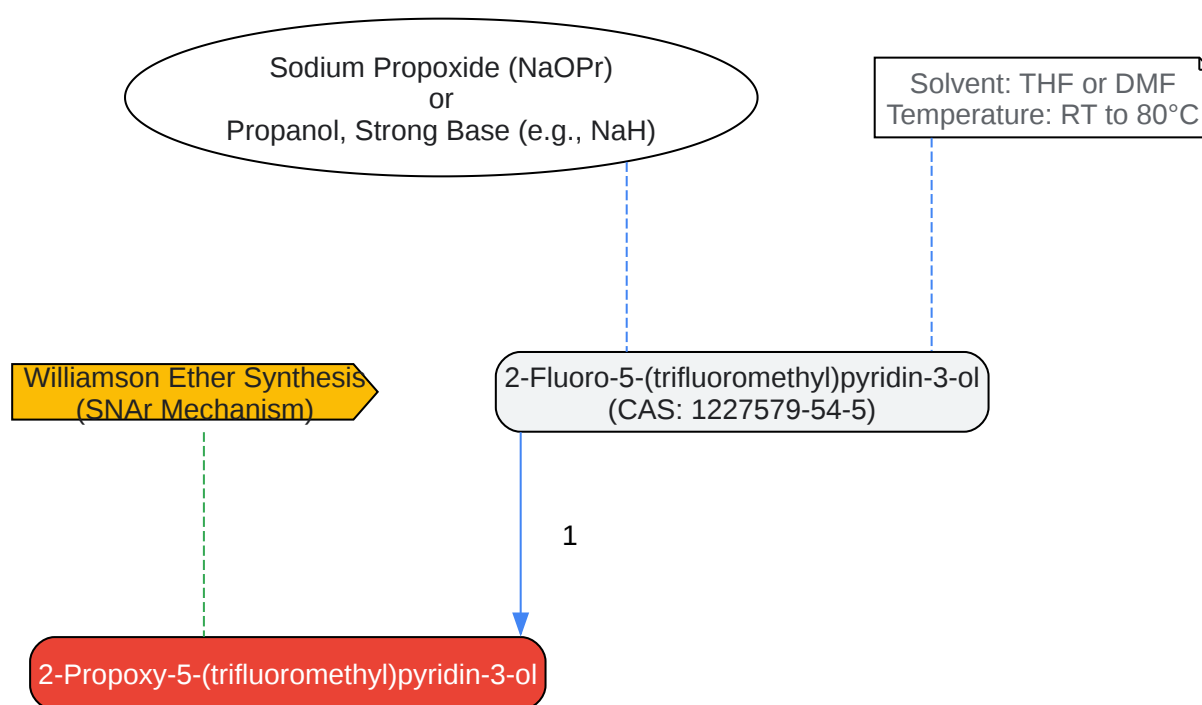 Sodium Propoxide (NaOPr)
or
Propanol, Strong Base (e.g., NaH)
Solvent: THF or DMF
Temperature: RT to 80°C
Williamson Ether Synthesis
(SNAr Mechanism)
2-Fluoro-5-(trifluoromethyl)pyridin-3-ol
(CAS: 1227579-54-5)
1
2-Propoxy-5-(trifluoromethyl)pyridin-3-ol